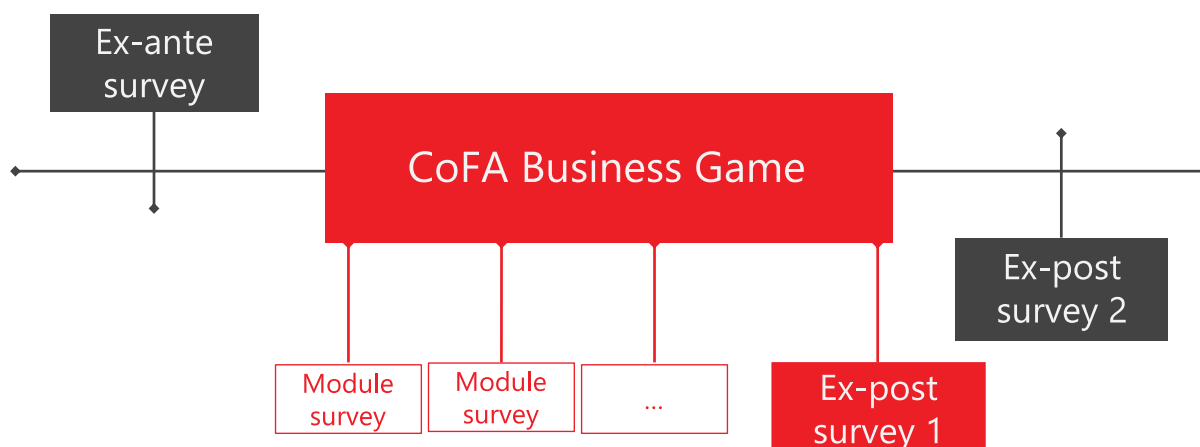 Ex-ante
survey
CoFA Business Game
Ex-post
survey 2
Module
survey
Module
survey
...
Ex-post
survey 1